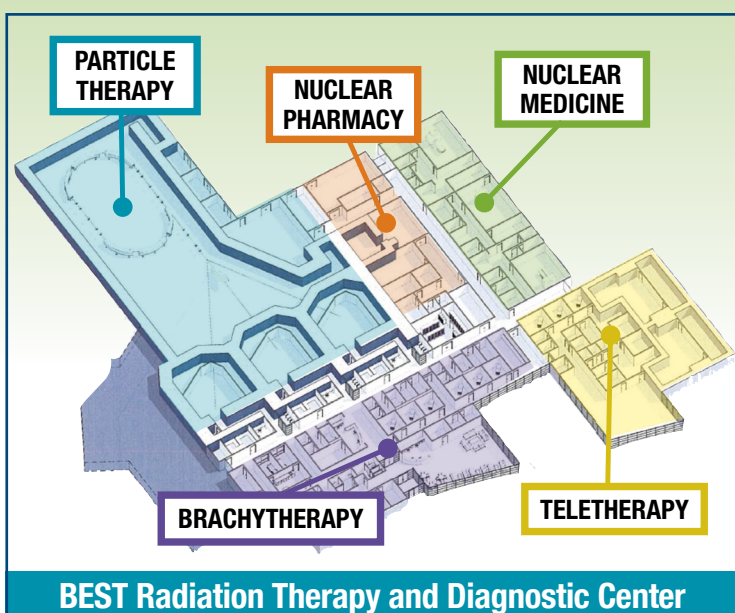 PARTICLE
THERAPY
NUCLEAR
PHARMACY
NUCLEAR
MEDICINE
BRACHYTHERAPY
TELETHERAPY
BEST Radiation Therapy and Diagnostic Center